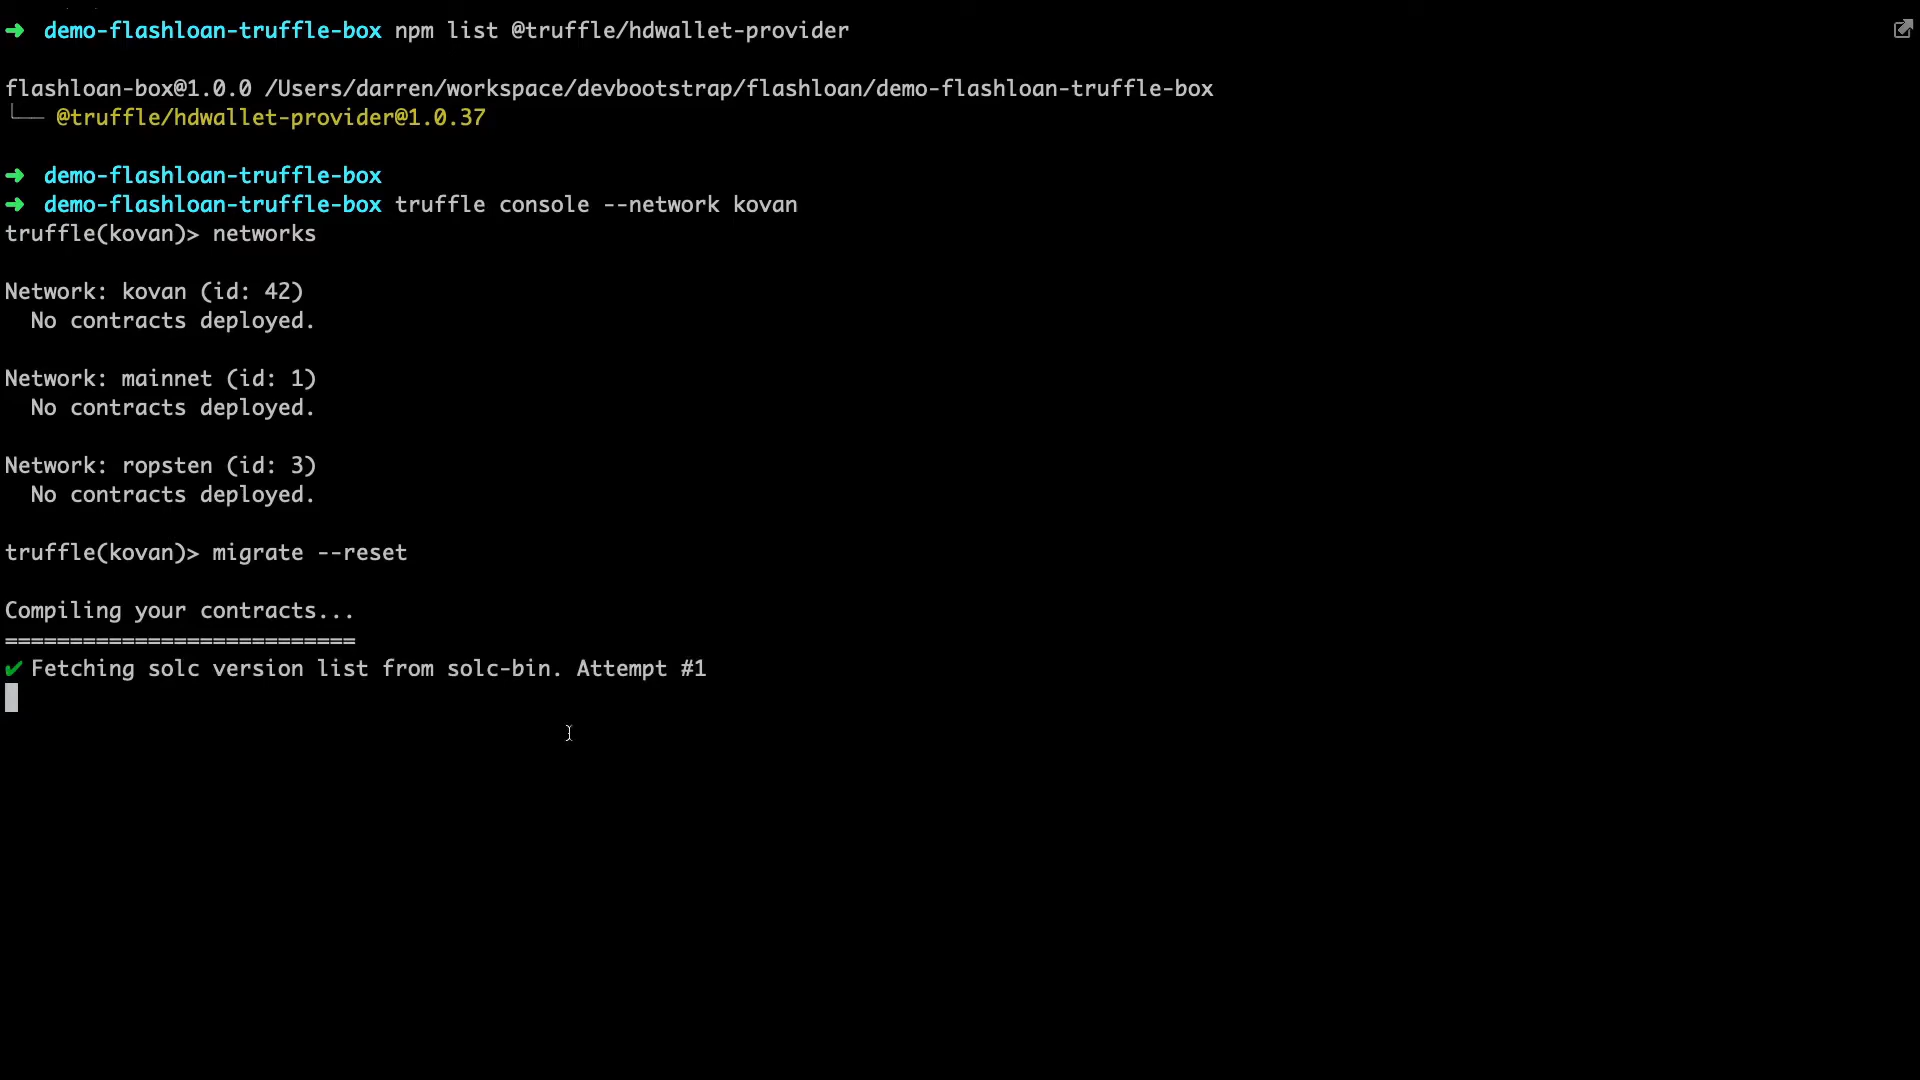 ➜ demo-flashloan-truffle-box npm list @truffle/hdwallet-provider
flashloan-box@1.0.0 /Users/darren/workspace/devbootstrap/flashloan/demo-flashloan-truffle-box
└── @truffle/hdwallet-provider@1.0.37
➜ demo-flashloan-truffle-box
➜ demo-flashloan-truffle-box truffle console --network kovan
truffle(kovan)> networks
Network: kovan (id: 42)
No contracts deployed.
Network: mainnet (id: 1)
No contracts deployed.
Network: ropsten (id: 3)
No contracts deployed.
truffle(kovan)> migrate --reset
Compiling your contracts...
===========================
✔ Fetching solc version list from solc-bin. Attempt #1